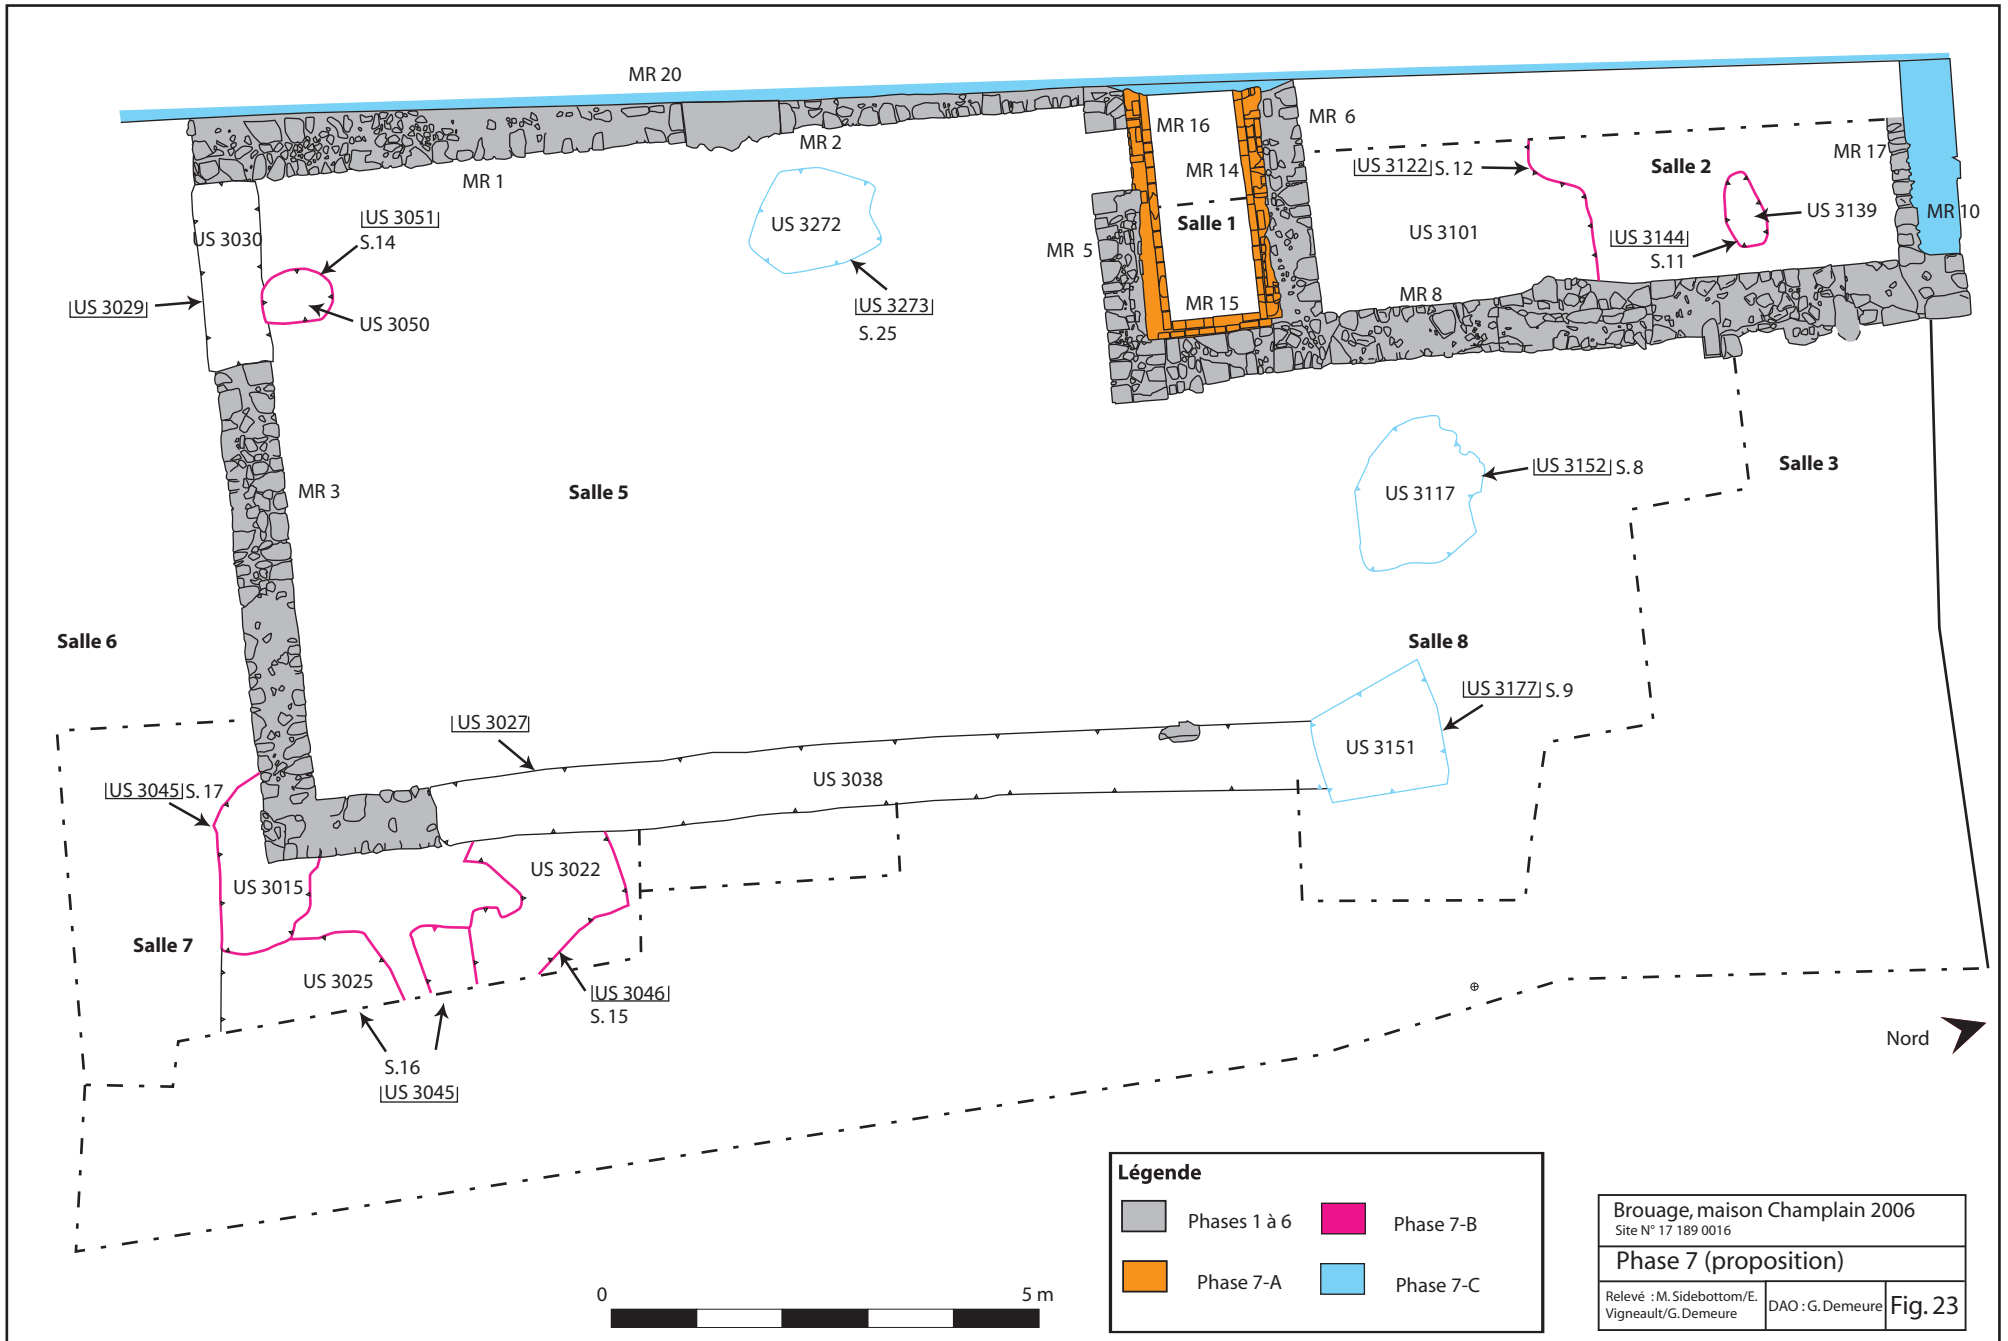 MR 20
MR 2
MR 1
MR 16
MR 14
MR 6
MR 5
Salle 1
MR 15
US 3122 S. 12
Salle 2
MR 17
US 3101
US 3139
MR 10
US 3144
S.11
MR 8
US 3030
US 3051
S.14
US 3029
US 3050
US 3272
US 3273
S. 25
MR 3
Salle 5
US 3152 S. 8
US 3117
Salle 3
Salle 6
Salle 8
US 3177 S. 9
US 3151
US 3027
US 3038
US 3045 S. 17
US 3022
US 3015
Salle 7
US 3025
US 3046
S. 15
S.16
US 3045
Nord
0
5 m
Légende
Phases 1 à 6
Phase 7-B
Phase 7-A
Phase 7-C
Brouage, maison Champlain 2006
Site N° 17 189 0016
Phase 7 (proposition)
Relevé : M. Sidebottom/E.
Vigneault/G. Demeure
DAO : G. Demeure
Fig. 23